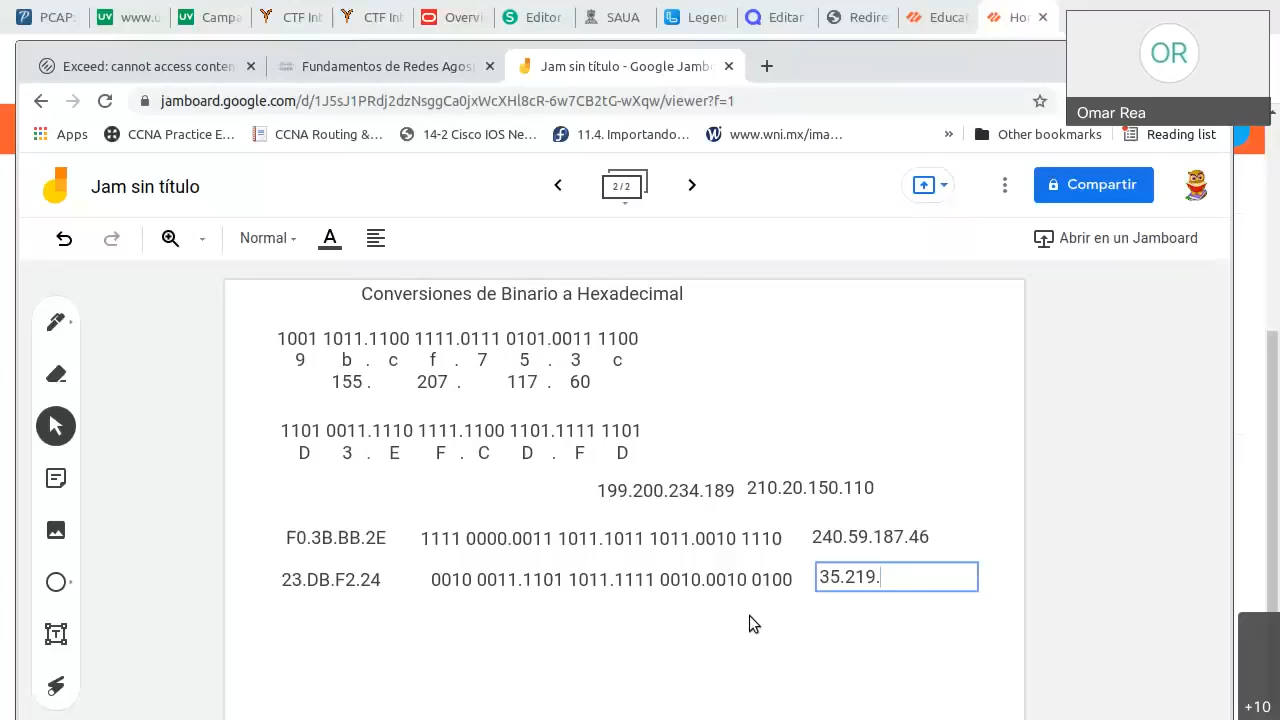 PCAP:
www.u
Campa
CTF Int
CTF Int
Overvi
Editor
SAUA
Legen
Edita
Redire
Educa
Ho
OR
Omar Rea
Exceed: cannot access conten
Fundamentos de Redes Ago
Jam sin título - Google Jambo
jamboard.google.com/d/1J5sJ1PRdj2dzNsggCa0jxWcXHl8cR-6w7CB2tG-wXqw/viewer?f=1
Apps
CCNA Practice E...
CCNA Routing &...
14-2 Cisco IOS Ne...
11.4. Importando...
www.wni.mx/ima...
»
Other bookmarks
Reading list
Jam sin título
2 / 2
Compartir
Normal
A
Abrir en un Jamboard
Conversiones de Binario a Hexadecimal
1001 1011.1100 1111.0111 0101.0011 1100
9 b . c f . 7 5 . 3 c
155 . 207 . 117 . 60
1101 0011.1110 1111.1100 1101.1111 1101
D 3 . E F . C D . F D
199.200.234.189 210.20.150.110
F0.3B.BB.2E 1111 0000.0011 1011.1011 1011.0010 1110 240.59.187.46
23.DB.F2.24 0010 0011.1101 1011.1111 0010.0010 0100 35.219.
+10